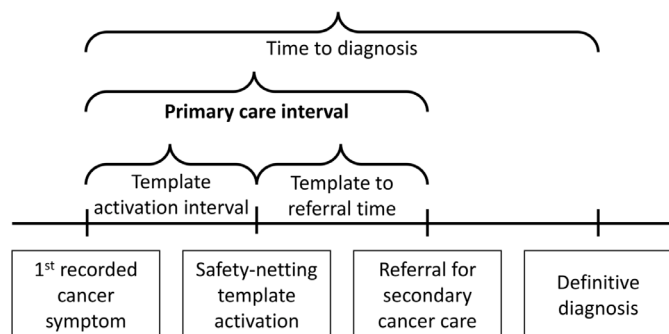 Time to diagnosis
Primary care interval
Template
activation interval
Template to
referral time
1st recorded
cancer
symptom
Safety-netting
template
activation
Referral for
secondary
cancer care
Definitive
diagnosis